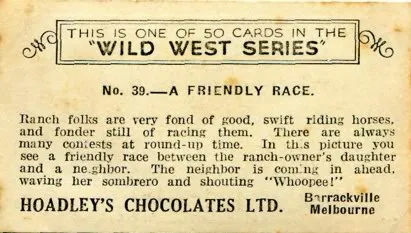 THIS IS ONE OF 50 CARDS IN THE
"WILD WEST SERIES"
No. 39.—A FRIENDLY RACE.
Ranch folks are very fond of good, swift riding horses,
and fonder still of racing them. There are always
many contests at round-up time. In this picture you
see a friendly race between the ranch-owner's daughter
and a neighbor. The neighbor is coming in ahead,
waving her sombrero and shouting "Whoopee!"
HOADLEY'S CHOCOLATES LTD. Barrackville
Melbourne